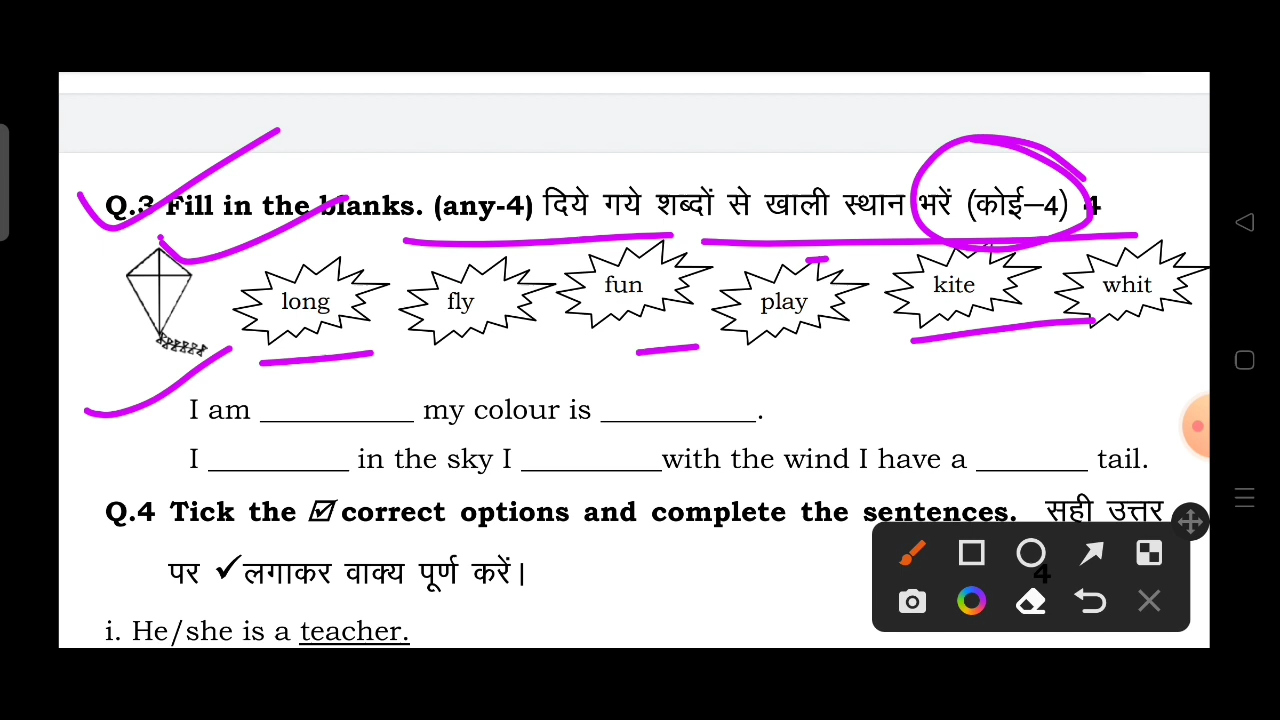 Q.3 Fill in the blanks. (any-4) दिये गये शब्दों से खाली स्थान भरें (कोई–4) 4
long fly fun play kite whit
I am __________ my colour is __________.
I __________ in the sky I __________with the wind I have a ________ tail.
Q.4 Tick the ☑ correct options and complete the sentences. सही उत्तर
पर ✓लगाकर वाक्य पूर्ण करें। 4
i. He/she is a teacher.